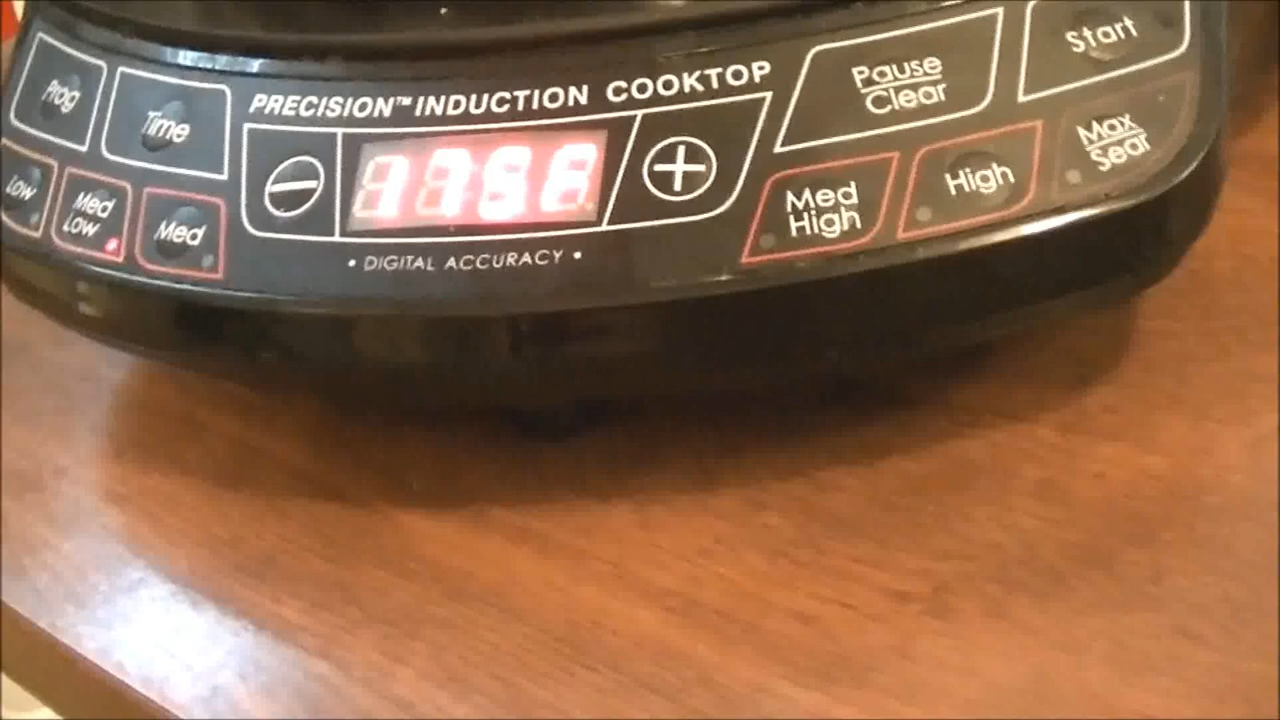 PRECISION™ INDUCTION COOKTOP
Prog
Time
Pause
Clear
Start
Low
Med
Low
Med
Med
High
High
Max
Sear
• DIGITAL ACCURACY •